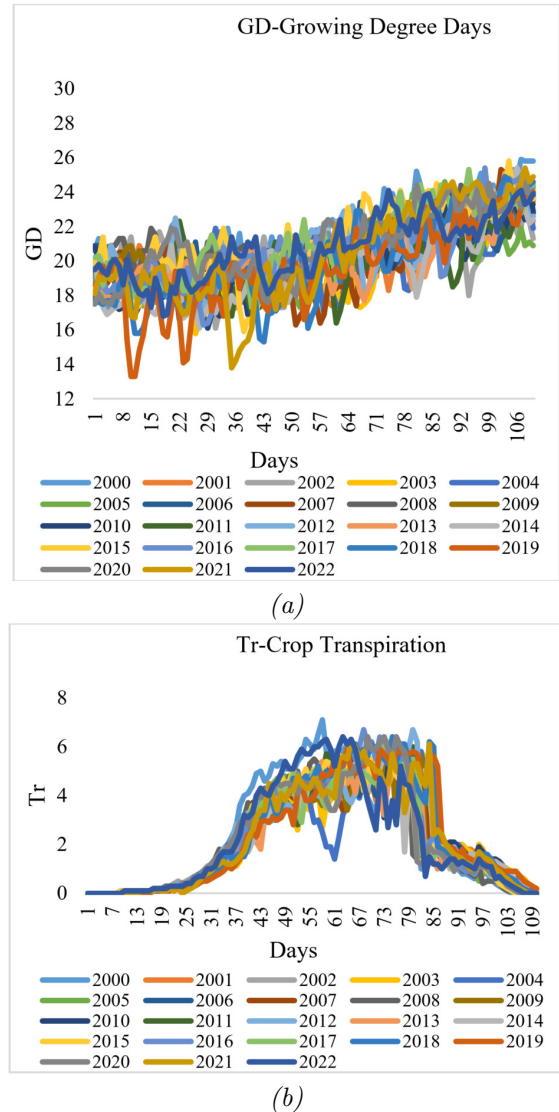 GD-Growing Degree Days
30
28
26
24
22
20
18
16
14
12
GD
1 8 15 22 29 36 43 50 57 64 71 78 85 92 99 106
Days
2000 2001 2002 2003 2004
2005 2006 2007 2008 2009
2010 2011 2012 2013 2014
2015 2016 2017 2018 2019
2020 2021 2022
(a)
Tr-Crop Transpiration
8
6
4
2
0
Tr
1 7 13 19 25 31 37 43 49 55 61 67 73 79 85 91 97 103 109
Days
2000 2001 2002 2003 2004
2005 2006 2007 2008 2009
2010 2011 2012 2013 2014
2015 2016 2017 2018 2019
2020 2021 2022
(b)